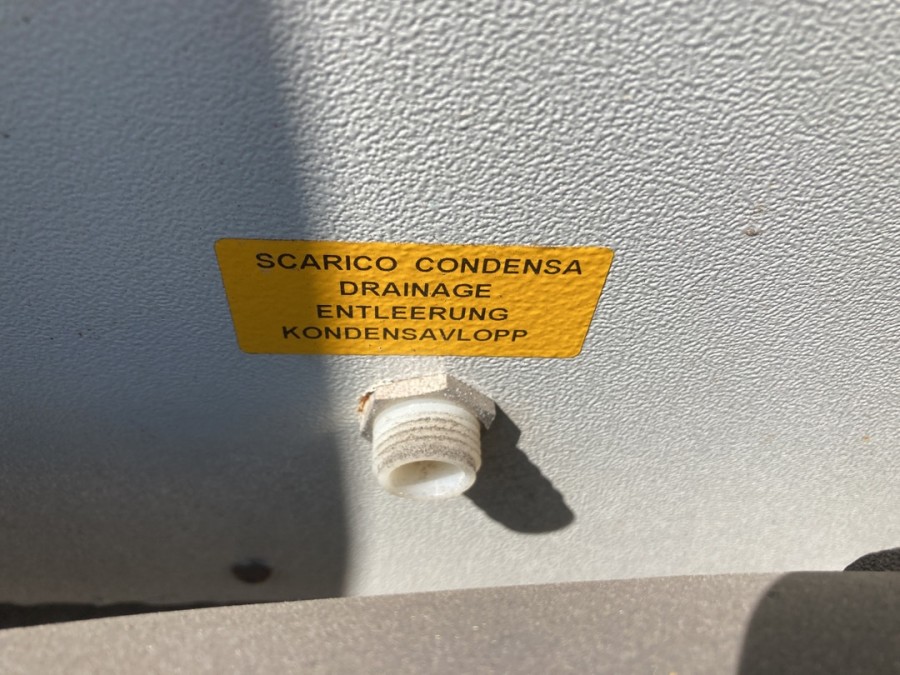 SCARICO CONDENSA
DRAINAGE
ENTLEERUNG
KONDENSAVLOPP